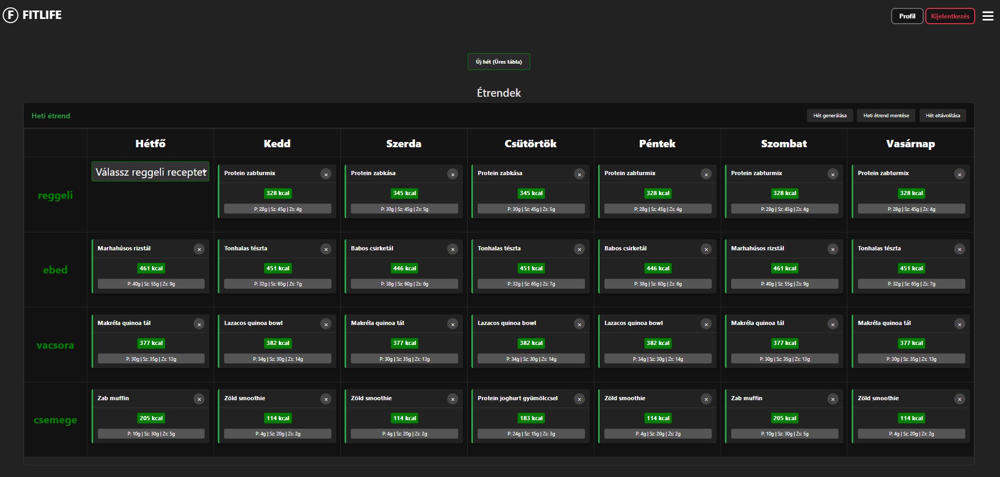 F FITLIFE
Profil Kijelentkezés
Új hét (Üres tábla)
Étrendek
Heti étrend Hét generálása Heti étrend mentése Hét eltávolítása
Hétfő Kedd Szerda Csütörtök Péntek Szombat Vasárnap
reggeli
Válassz reggeli receptet
Protein zabturmix × Protein zabkása × Protein zabkása × Protein zabturmix × Protein zabturmix × Protein zabturmix ×
328 kcal 345 kcal 345 kcal 328 kcal 328 kcal 328 kcal
P: 28g | Sz: 45g | Zs: 4g P: 30g | Sz: 45g | Zs: 5g P: 30g | Sz: 45g | Zs: 5g P: 28g | Sz: 45g | Zs: 4g P: 28g | Sz: 45g | Zs: 4g P: 28g | Sz: 45g | Zs: 4g
ebed
Marhahúsos rizstál × Tonhalas tészta × Babos csirketál × Tonhalas tészta × Babos csirketál × Marhahúsos rizstál × Tonhalas tészta ×
461 kcal 451 kcal 446 kcal 451 kcal 446 kcal 461 kcal 451 kcal
P: 40g | Sz: 55g | Zs: 9g P: 32g | Sz: 65g | Zs: 7g P: 38g | Sz: 60g | Zs: 6g P: 32g | Sz: 65g | Zs: 7g P: 38g | Sz: 60g | Zs: 6g P: 40g | Sz: 55g | Zs: 9g P: 32g | Sz: 65g | Zs: 7g
vacsora
Makréla quinoa tál × Lazacos quinoa bowl × Makréla quinoa tál × Lazacos quinoa bowl × Lazacos quinoa bowl × Makréla quinoa tál × Makréla quinoa tál ×
377 kcal 382 kcal 377 kcal 382 kcal 382 kcal 377 kcal 377 kcal
P: 30g | Sz: 35g | Zs: 13g P: 34g | Sz: 30g | Zs: 14g P: 30g | Sz: 35g | Zs: 13g P: 34g | Sz: 30g | Zs: 14g P: 34g | Sz: 30g | Zs: 14g P: 30g | Sz: 35g | Zs: 13g P: 30g | Sz: 35g | Zs: 13g
csemege
Zab muffin × Zöld smoothie × Zöld smoothie × Protein joghurt gyümölccsel × Zöld smoothie × Zab muffin × Zöld smoothie ×
205 kcal 114 kcal 114 kcal 183 kcal 114 kcal 205 kcal 114 kcal
P: 10g | Sz: 30g | Zs: 5g P: 4g | Sz: 20g | Zs: 2g P: 4g | Sz: 20g | Zs: 2g P: 24g | Sz: 15g | Zs: 3g P: 4g | Sz: 20g | Zs: 2g P: 10g | Sz: 30g | Zs: 5g P: 4g | Sz: 20g | Zs: 2g